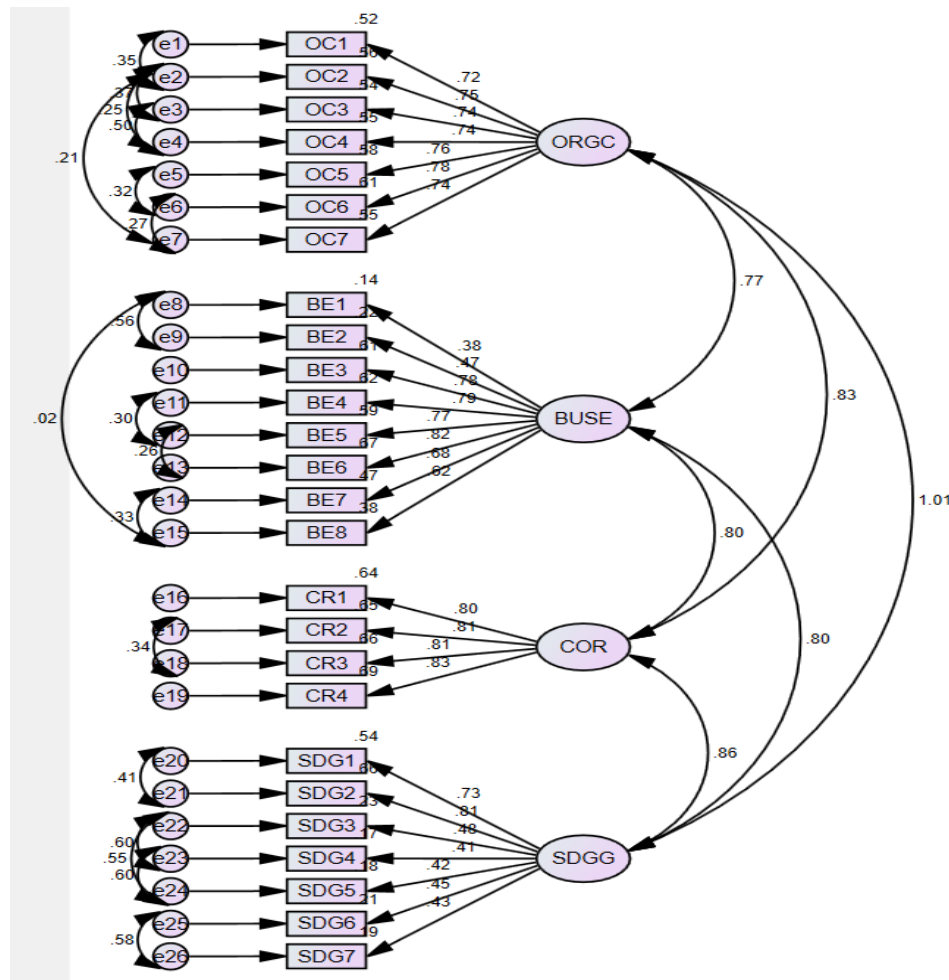 .52
e1 OC1
.56
.35
.72
e2 OC2
.54
.75
.37
.25 e3 OC3
.74
.55
.50
.74
e4 OC4 ORGC
.58
.76
.21
e5 OC5
.78
.61
.32
.74
e6 OC6
.55
.27
e7 OC7
.77
.14
e8 BE1
.22
.56
.38
e9 BE2
.61
.47
e10 BE3
.78
.62
.79
e11 BE4
.59
.83
.02 .30
.77
BUSE
e12 BE5
.67
.82
.26
.68
e13 BE6
.47
.62
e14 BE7
.38
1.01
.33
e15 BE8
.80
.64
e16 CR1
.65
.80
e17 CR2
.66
.81
.80
.34
.81
COR
e18 CR3
.69
.83
e19 CR4
.54
.86
e20 SDG1
.66
.41
.73
e21 SDG2
.23
.81
e22 SDG3
.48
.17
.60
.41
.55 e23 SDG4 SDGG
.18
.42
.60
e24 SDG5
.45
.21
.43
e25 SDG6
.19
.58
e26 SDG7